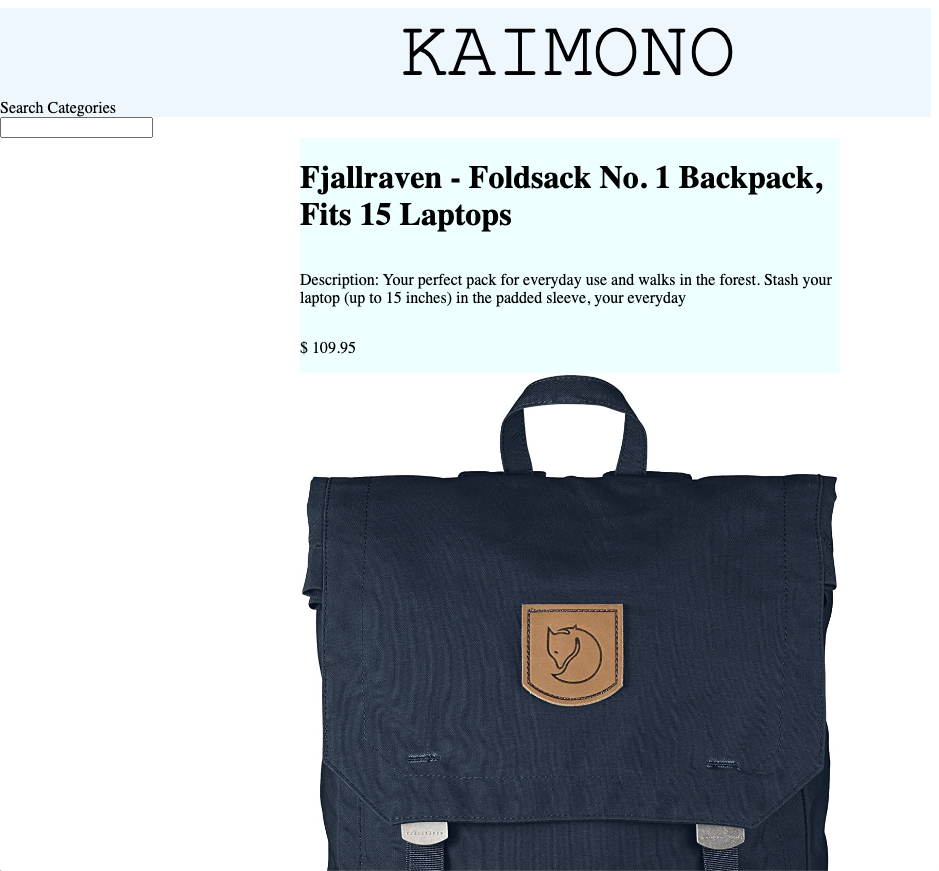 KAIMONO
Search Categories
Fjallraven - Foldsack No. 1 Backpack,
Fits 15 Laptops
Description: Your perfect pack for everyday use and walks in the forest. Stash your
laptop (up to 15 inches) in the padded sleeve, your everyday
$ 109.95